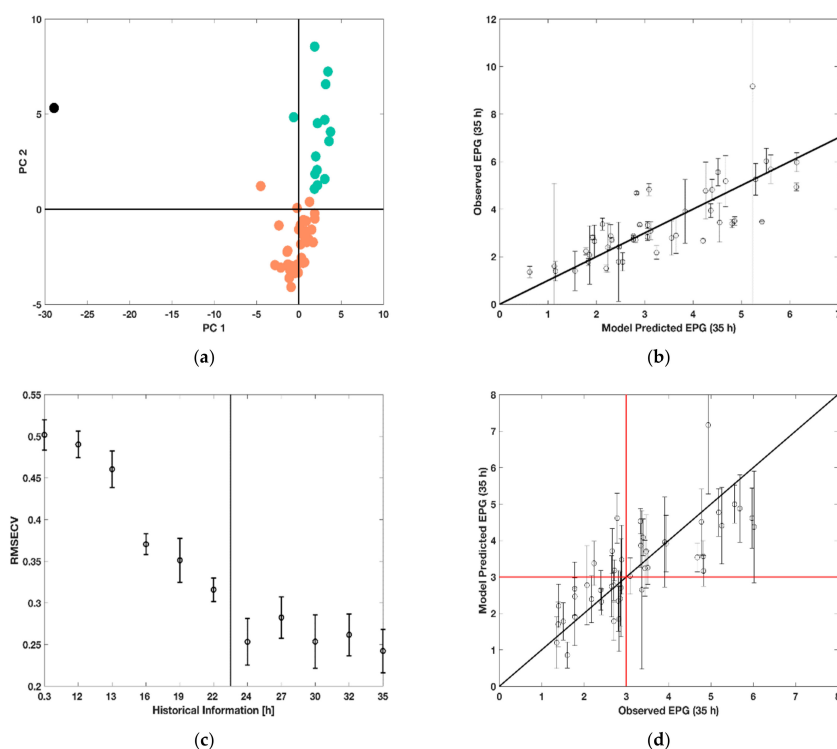 10
5
0
-5
PC 2
-30 -25 -20 -15 -10 -5 0 5 10
PC 1
(a)
12
10
8
6
4
2
0
Observed EPG (35 h)
0 1 2 3 4 5 6 7
Model Predicted EPG (35 h)
(b)
0.55
0.5
0.45
0.4
0.35
0.3
0.25
0.2
RMSECV
0.3 12 13 16 19 22 24 27 30 32 35
Historical Information [h]
(c)
8
7
6
5
4
3
2
1
0
Model Predicted EPG (35 h)
0 1 2 3 4 5 6 7 8
Observed EPG (35 h)
(d)